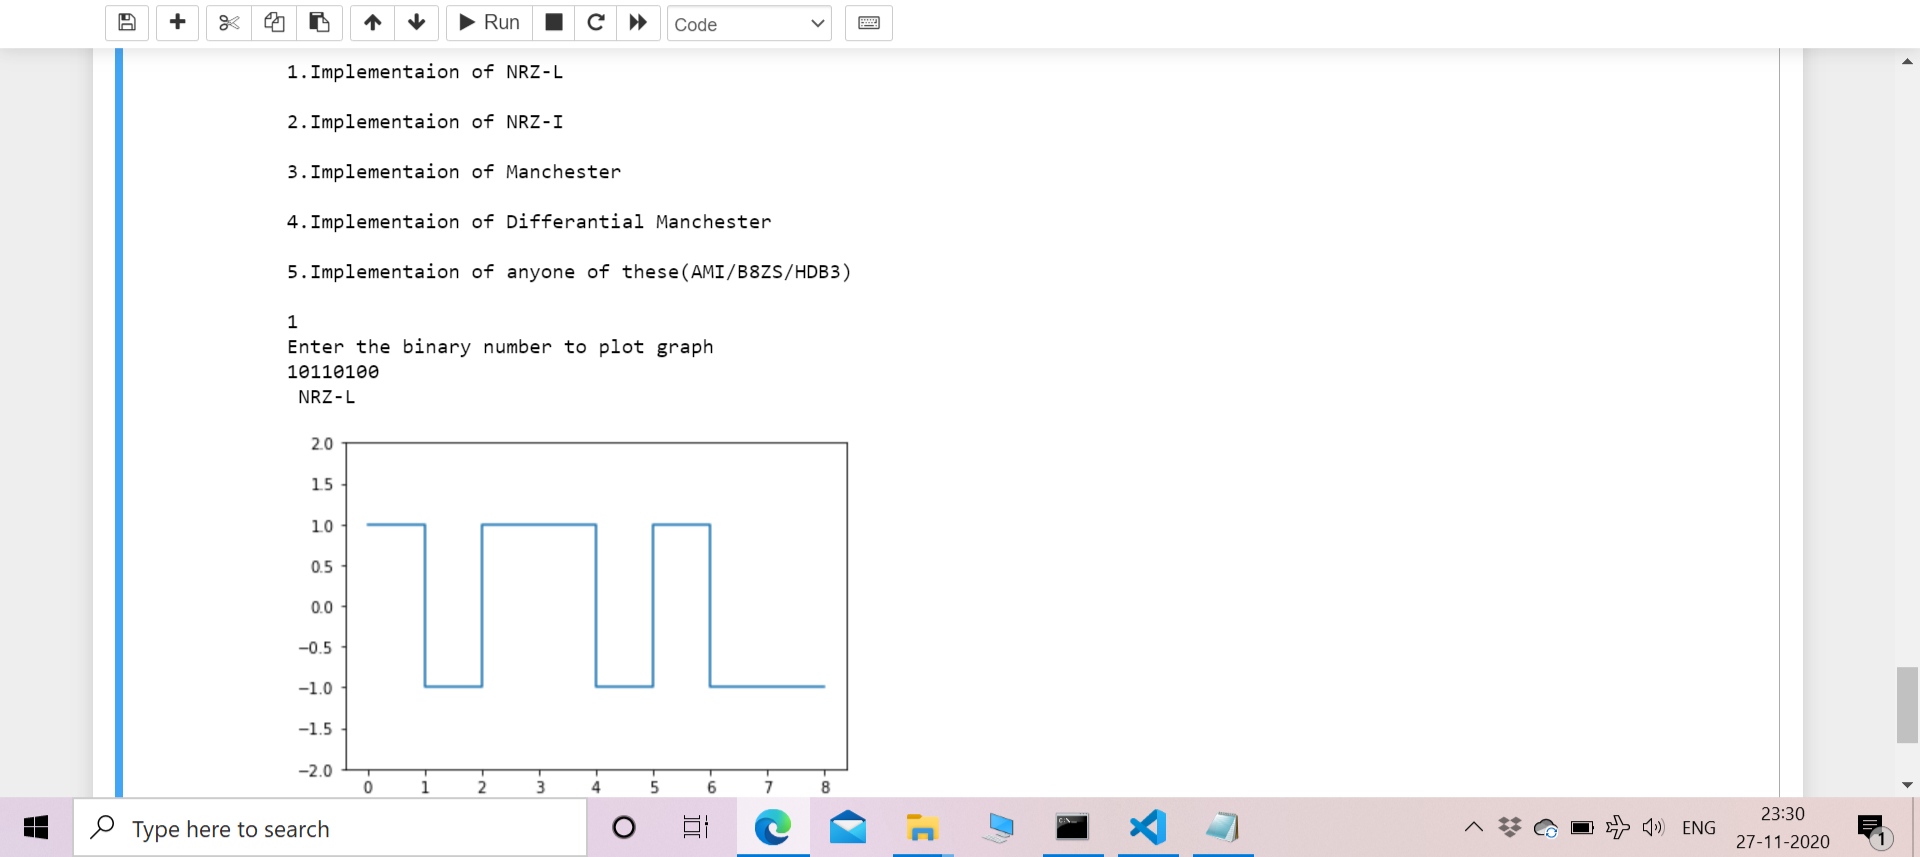 Run
Code
1.Implementaion of NRZ-L
2.Implementaion of NRZ-I
3.Implementaion of Manchester
4.Implementaion of Differantial Manchester
5.Implementaion of anyone of these(AMI/B8ZS/HDB3)
1
Enter the binary number to plot graph
10110100
NRZ-L
2.0
1.5
1.0
0.5
0.0
−0.5
−1.0
−1.5
−2.0
0 1 2 3 4 5 6 7 8
Type here to search
ENG
23:30
27-11-2020
1